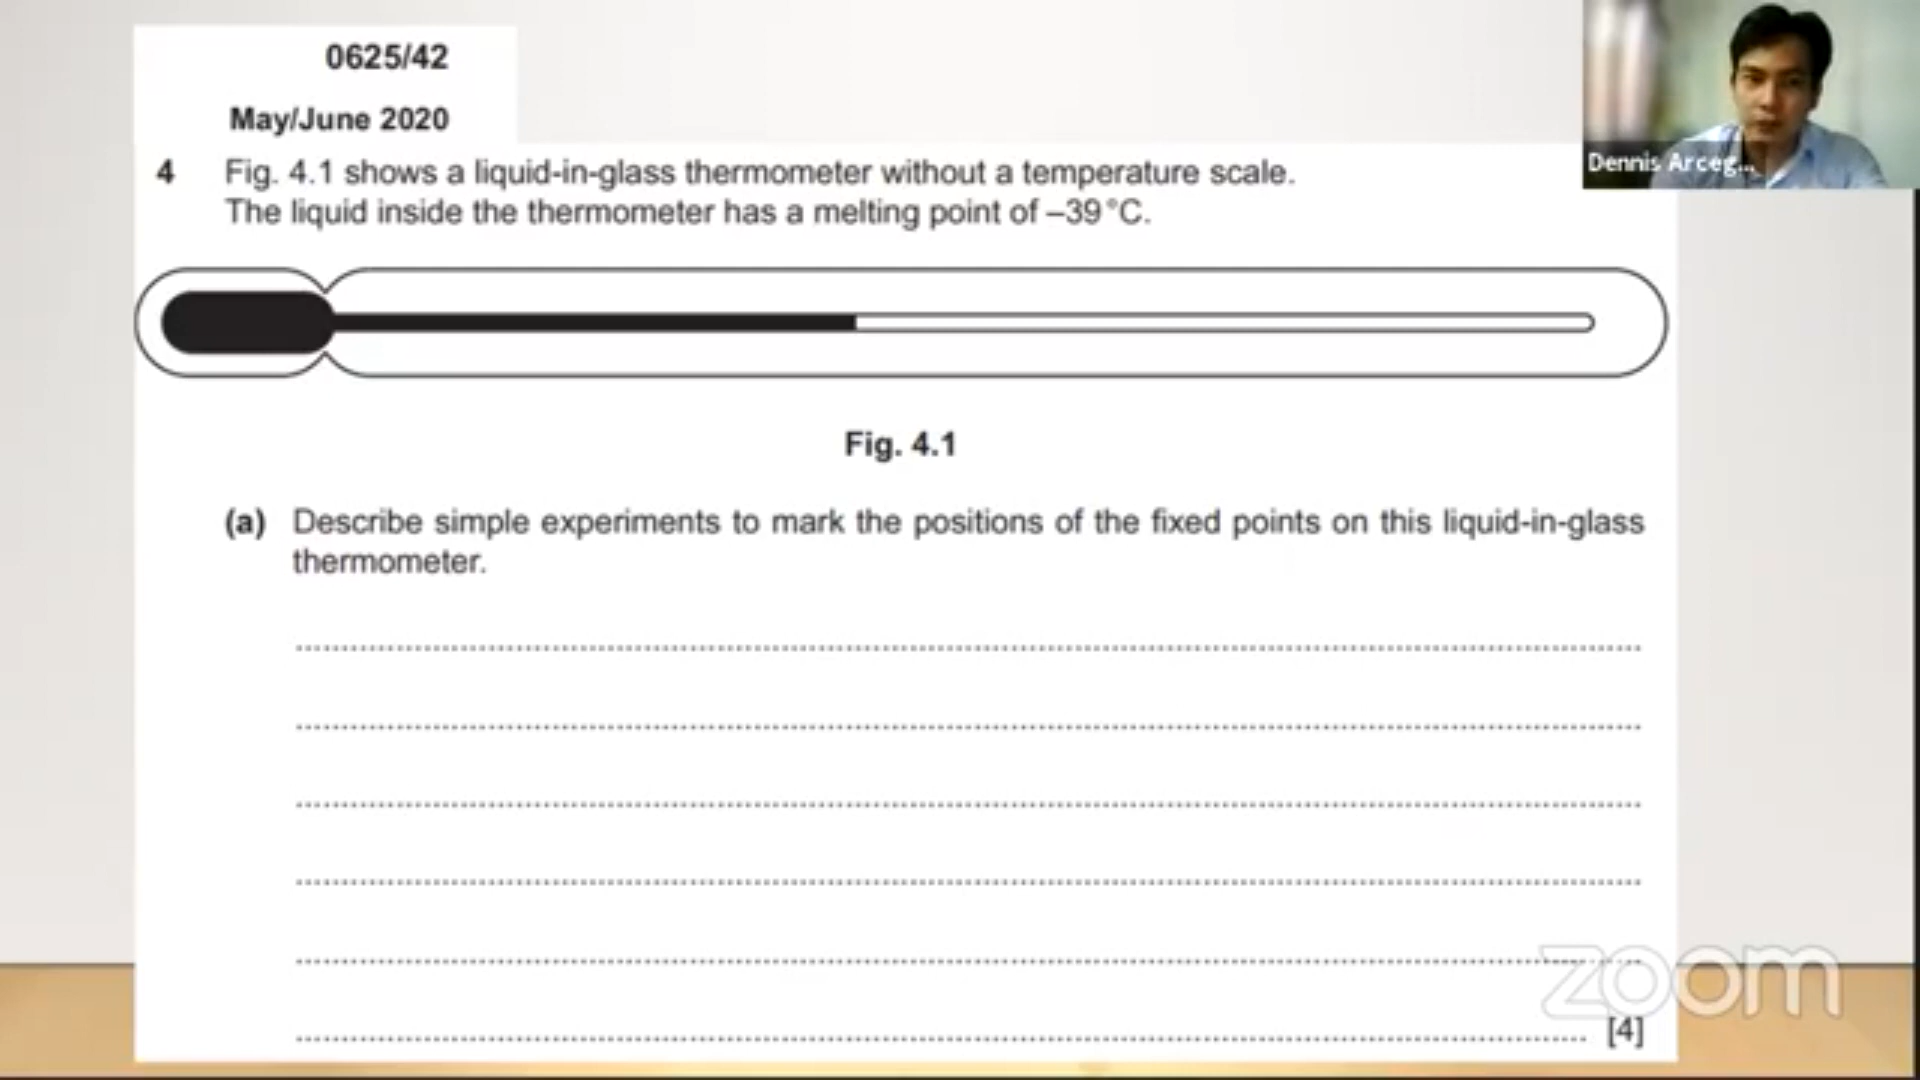 0625/42
May/June 2020
Dennis Arceg...
4 Fig. 4.1 shows a liquid-in-glass thermometer without a temperature scale.
The liquid inside the thermometer has a melting point of –39°C.
Fig. 4.1
(a) Describe simple experiments to mark the positions of the fixed points on this liquid-in-glass
thermometer.
zoom
[4]